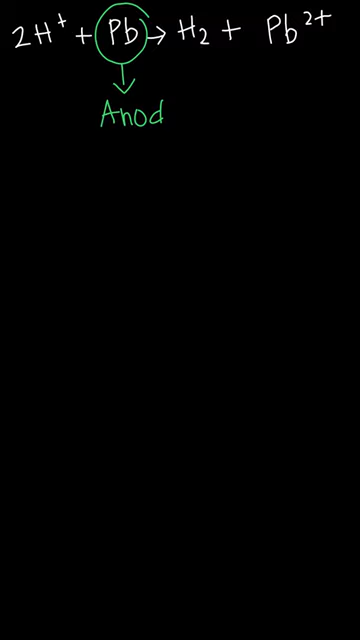 2H⁺ + Pb → H₂ + Pb²⁺
Anod